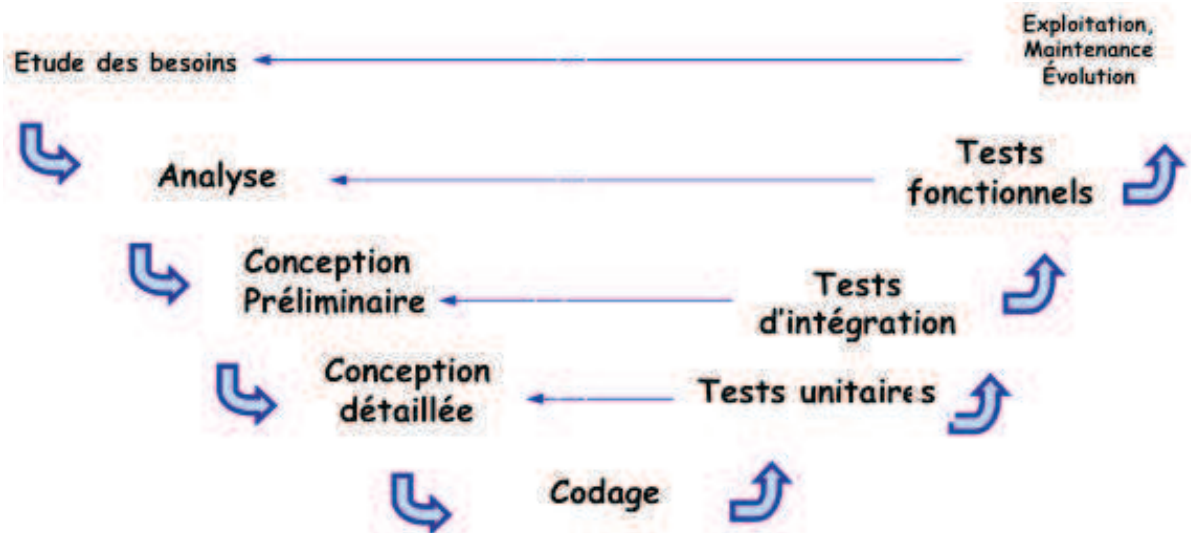 Etude des besoins
Exploitation,
Maintenance
Évolution
Analyse
Tests
fonctionnels
Conception
Préliminaire
Tests
d'intégration
Conception
détaillée
Tests unitaires
Codage